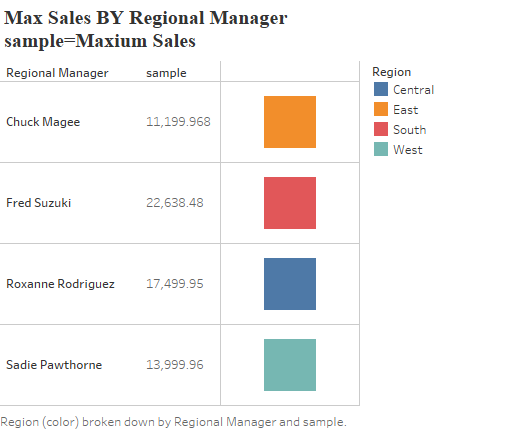 Max Sales BY Regional Manager
sample=Maxium Sales
Regional Manager sample
Chuck Magee 11,199.968
Fred Suzuki 22,638.48
Roxanne Rodriguez 17,499.95
Sadie Pawthorne 13,999.96
Region
Central
East
South
West
Region (color) broken down by Regional Manager and sample.